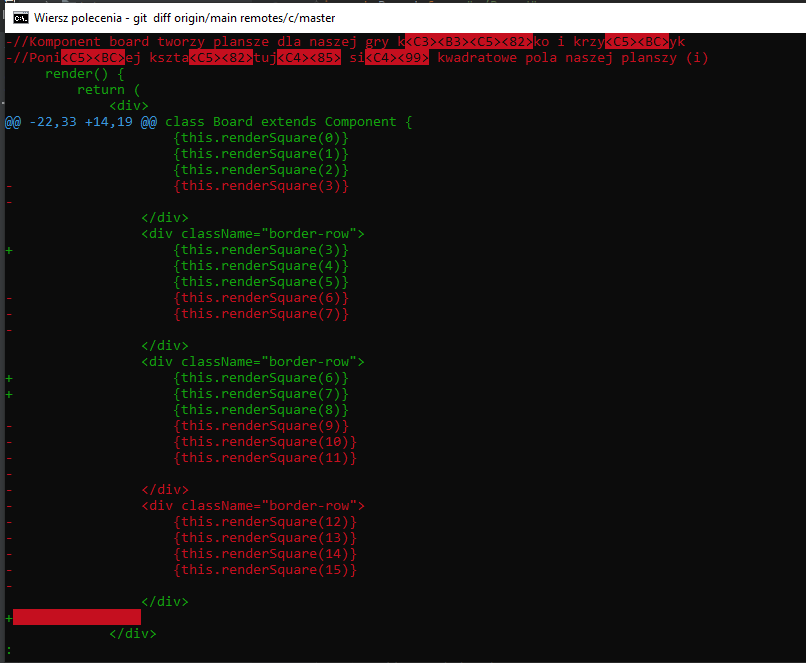 Wiersz polecenia - git  diff origin/main remotes/c/master
-//Komponent board tworzy plansze dla naszej gry k<C3><B3><C5><82>ko i krzy<C5><BC>yk
-//Poni<C5><BC>ej kszta<C5><82>tuj<C4><85> si<C4><99> kwadratowe pola naszej planszy (i)
     render() {
         return (
             <div>
@@ -22,33 +14,19 @@ class Board extends Component {
                     {this.renderSquare(0)}
                     {this.renderSquare(1)}
                     {this.renderSquare(2)}
-                    {this.renderSquare(3)}
-
                 </div>
                 <div className="border-row">
+                    {this.renderSquare(3)}
                     {this.renderSquare(4)}
                     {this.renderSquare(5)}
-                    {this.renderSquare(6)}
-                    {this.renderSquare(7)}
-
                 </div>
                 <div className="border-row">
+                    {this.renderSquare(6)}
+                    {this.renderSquare(7)}
                     {this.renderSquare(8)}
-                    {this.renderSquare(9)}
-                    {this.renderSquare(10)}
-                    {this.renderSquare(11)}
-
-                </div>
-                <div className="border-row">
-                    {this.renderSquare(12)}
-                    {this.renderSquare(13)}
-                    {this.renderSquare(14)}
-                    {this.renderSquare(15)}
-
                 </div>
+
             </div>
: